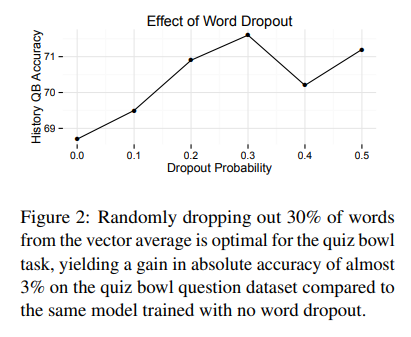 Effect of Word Dropout
History QB Accuracy
71
70
69
0.0 0.1 0.2 0.3 0.4 0.5
Dropout Probability
Figure 2: Randomly dropping out 30% of words
from the vector average is optimal for the quiz bowl
task, yielding a gain in absolute accuracy of almost
3% on the quiz bowl question dataset compared to
the same model trained with no word dropout.